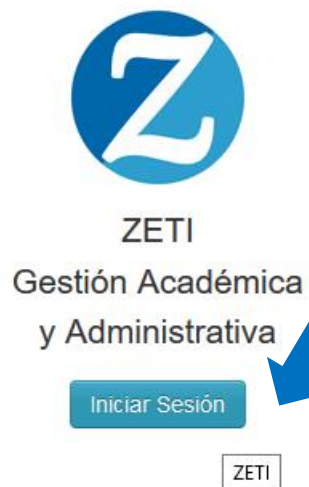 Z
ZETI
Gestión Académica
y Administrativa
Iniciar Sesión
ZETI